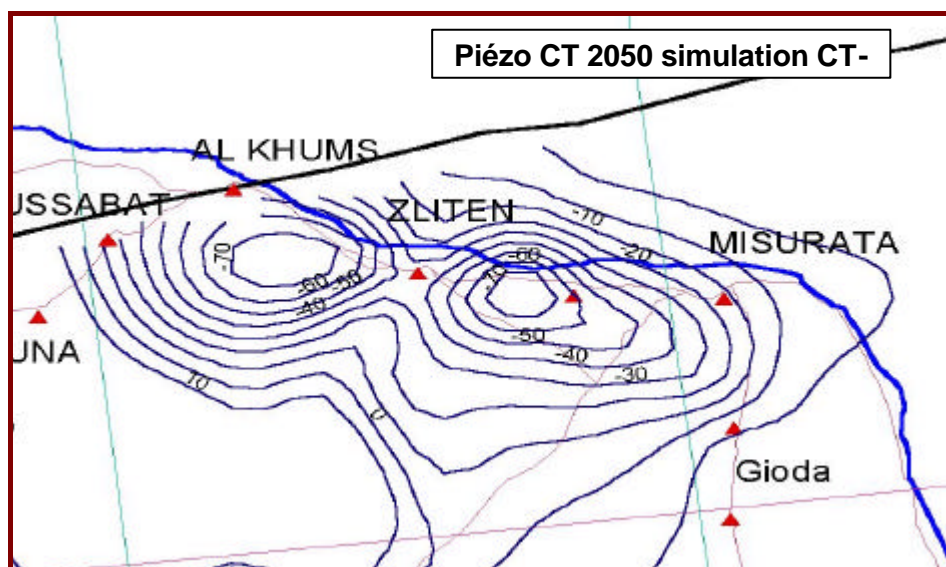 Piézo CT 2050 simulation CT-
AL KHUMS
USSABAT
ZLITEN
-10
MISURATA
-70
-60
-20
-60
-50
-70
-40
-50
UNA
-40
-30
10
0
Gioda